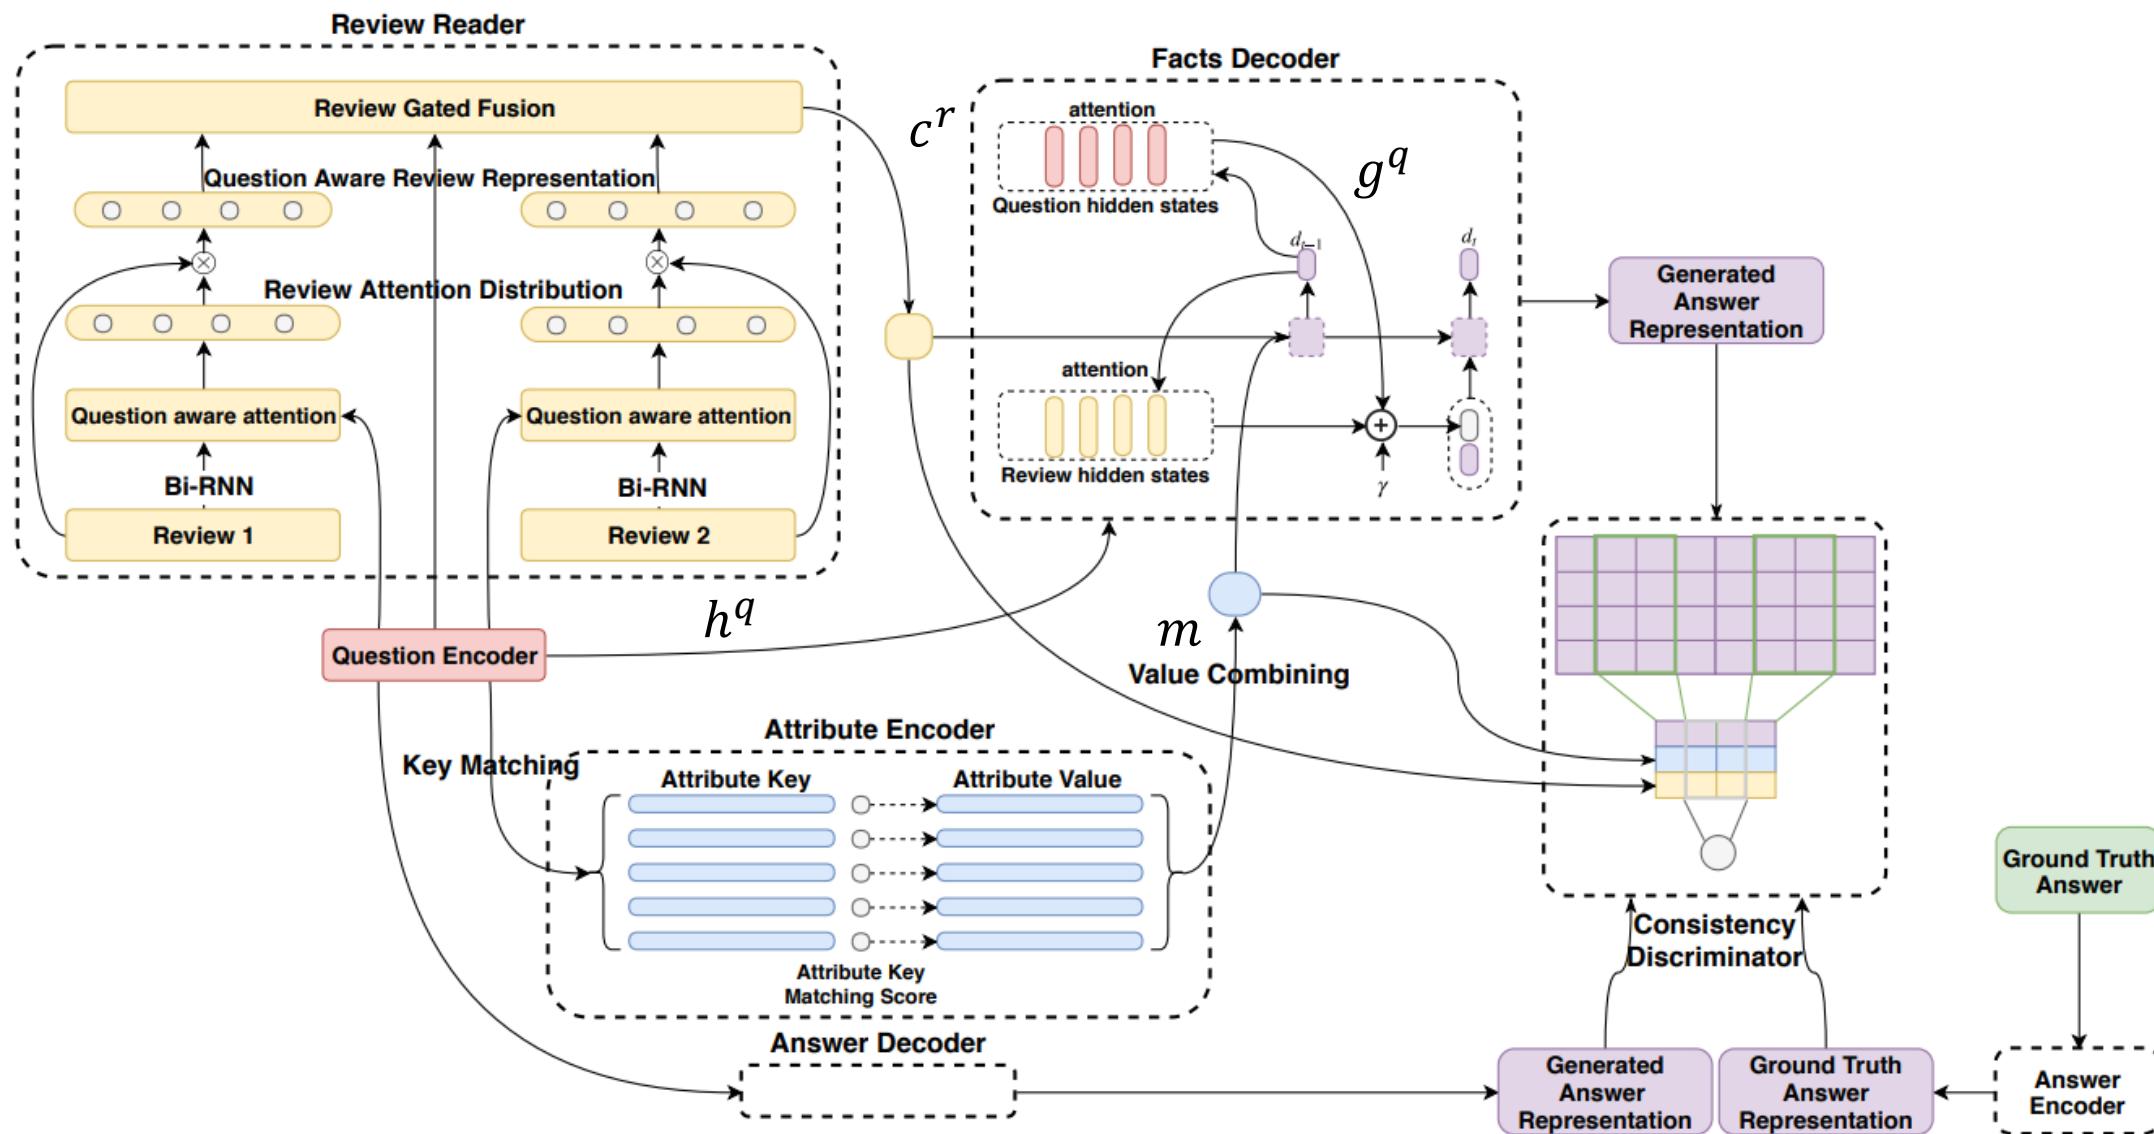 Review Reader
Review Gated Fusion
Question Aware Review Representation
Review Attention Distribution
Question aware attention
Question aware attention
Bi-RNN
Bi-RNN
Review 1
Review 2
c^r
Facts Decoder
attention
Question hidden states
g^q
d_{t-1}
d_t
attention
Review hidden states
+
γ
Generated
Answer
Representation
h^q
Question Encoder
m
Value Combining
Key Matching
Attribute Encoder
Attribute Key
Attribute Value
Attribute Key
Matching Score
Answer Decoder
Consistency
Discriminator
Generated
Answer
Representation
Ground Truth
Answer
Representation
Ground Truth
Answer
Answer
Encoder